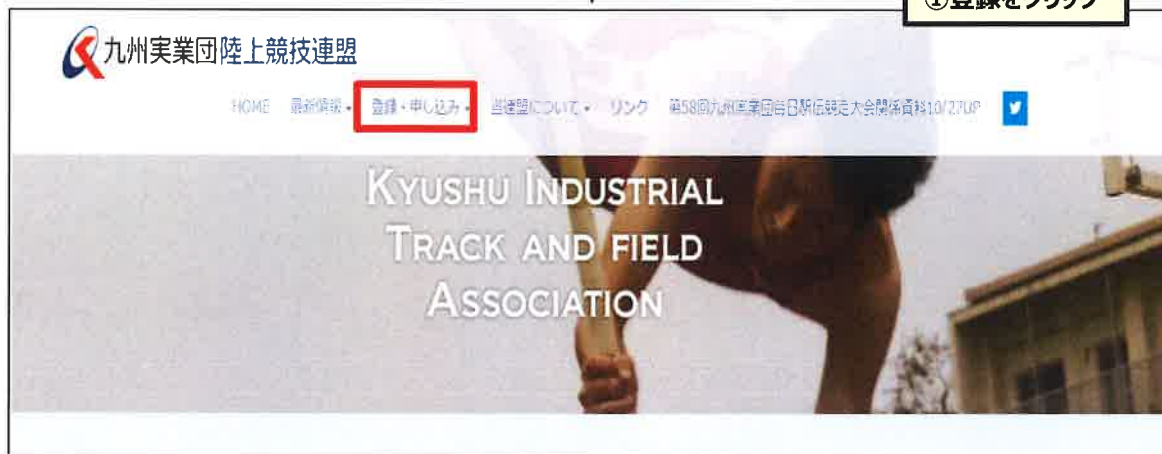 ①登録をクリック
九州実業団陸上競技連盟
HOME 最新情報 登録・申し込み 当連盟について リンク 第58回九州実業団毎日駅伝競走大会関係資料10/27UP
KYUSHU INDUSTRIAL
TRACK AND FIELD
ASSOCIATION